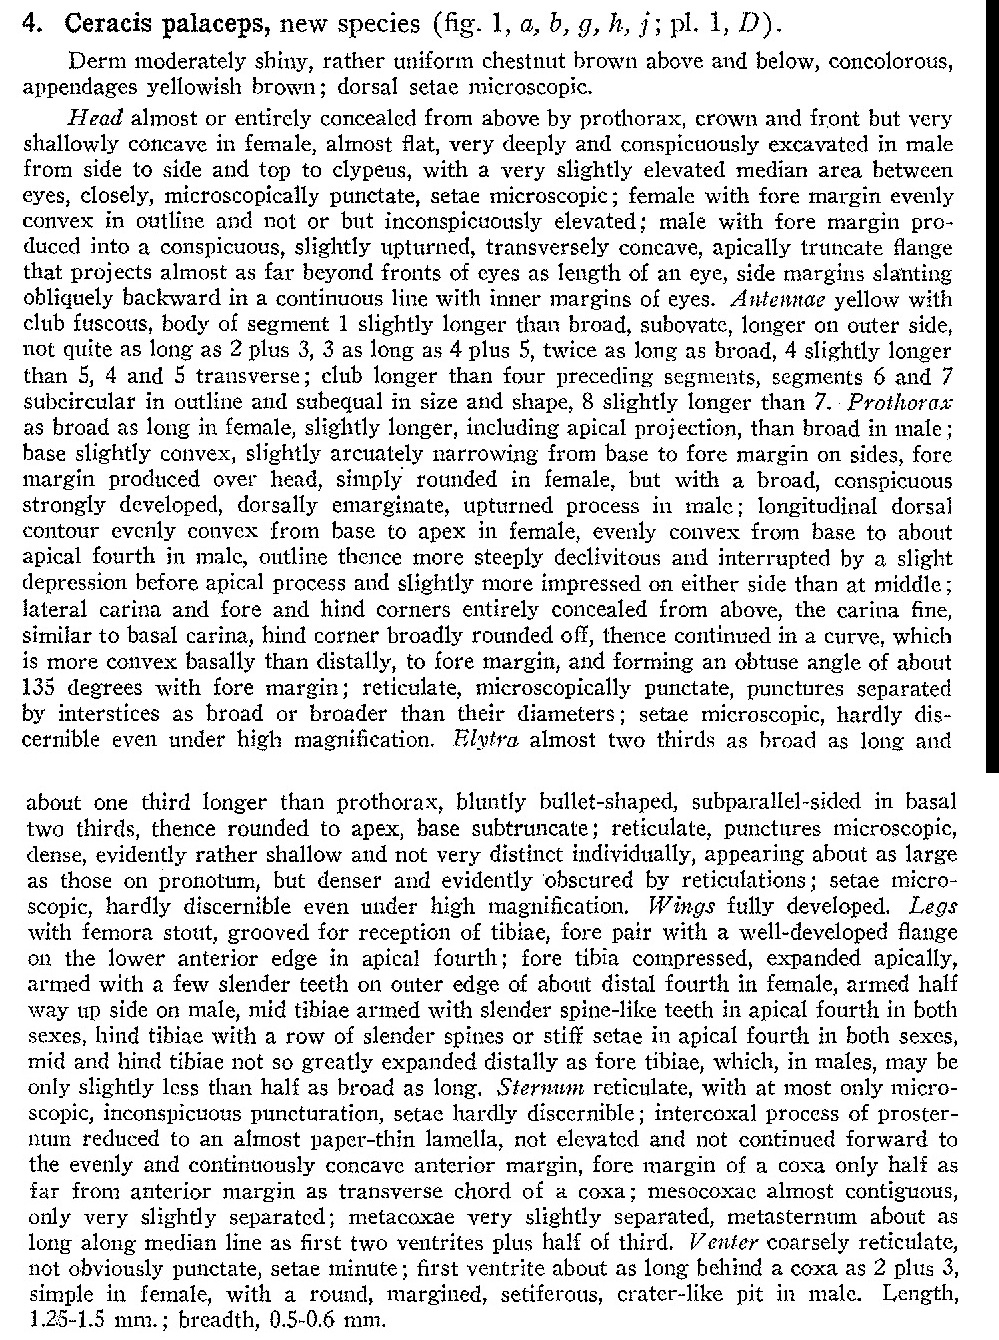 4. Ceracis palaceps, new species (fig. 1, a, b, g, h, j; pl. 1, D).
Derm moderately shiny, rather uniform chestnut brown above and below, concolorous,
appendages yellowish brown; dorsal setae microscopic.
Head almost or entirely concealed from above by prothorax, crown and front but very
shallowly concave in female, almost flat, very deeply and conspicuously excavated in male
from side to side and top to clypeus, with a very slightly elevated median area between
eyes, closely, microscopically punctate, setae microscopic; female with fore margin evenly
convex in outline and not or but inconspicuously elevated; male with fore margin pro-
duced into a conspicuous, slightly upturned, transversely concave, apically truncate flange
that projects almost as far beyond fronts of eyes as length of an eye, side margins slanting
obliquely backward in a continuous line with inner margins of eyes. Antennae yellow with
club fuscous, body of segment 1 slightly longer than broad, subovate, longer on outer side,
not quite as long as 2 plus 3, 3 as long as 4 plus 5, twice as long as broad, 4 slightly longer
than 5, 4 and 5 transverse; club longer than four preceding segments, segments 6 and 7
subcircular in outline and subequal in size and shape, 8 slightly longer than 7. Prothorax
as broad as long in female, slightly longer, including apical projection, than broad in male;
base slightly convex, slightly arcuately narrowing from base to fore margin on sides, fore
margin produced over head, simply rounded in female, but with a broad, conspicuous
strongly developed, dorsally emarginate, upturned process in male; longitudinal dorsal
contour evenly convex from base to apex in female, evenly convex from base to about
apical fourth in male, outline thence more steeply declivitous and interrupted by a slight
depression before apical process and slightly more impressed on either side than at middle;
lateral carina and fore and hind corners entirely concealed from above, the carina fine,
similar to basal carina, hind corner broadly rounded off, thence continued in a curve, which
is more convex basally than distally, to fore margin, and forming an obtuse angle of about
135 degrees with fore margin; reticulate, microscopically punctate, punctures separated
by interstices as broad or broader than their diameters; setae microscopic, hardly dis-
cernible even under high magnification. Elytra almost two thirds as broad as long and
about one third longer than prothorax, bluntly bullet-shaped, subparallel-sided in basal
two thirds, thence rounded to apex, base subtruncate; reticulate, punctures microscopic,
dense, evidently rather shallow and not very distinct individually, appearing about as large
as those on pronotum, but denser and evidently obscured by reticulations; setae micro-
scopic, hardly discernible even under high magnification. Wings fully developed. Legs
with femora stout, grooved for reception of tibiae, fore pair with a well-developed flange
on the lower anterior edge in apical fourth; fore tibia compressed, expanded apically,
armed with a few slender teeth on outer edge of about distal fourth in female, armed half
way up side on male, mid tibiae armed with slender spine-like teeth in apical fourth in both
sexes, hind tibiae with a row of slender spines or stiff setae in apical fourth in both sexes,
mid and hind tibiae not so greatly expanded distally as fore tibiae, which, in males, may be
only slightly less than half as broad as long. Sternum reticulate, with at most only micro-
scopic, inconspicuous puncturation, setae hardly discernible; intercoxal process of proster-
num reduced to an almost paper-thin lamella, not elevated and not continued forward to
the evenly and continuously concave anterior margin, fore margin of a coxa only half as
far from anterior margin as transverse chord of a coxa; mesocoxae almost contiguous,
only very slightly separated; metacoxae very slightly separated, metasternum about as
long along median line as first two ventrites plus half of third. Venter coarsely reticulate,
not obviously punctate, setae minute; first ventrite about as long behind a coxa as 2 plus 3,
simple in female, with a round, margined, setiferous, crater-like pit in male. Length,
1.25-1.5 mm.; breadth, 0.5-0.6 mm.